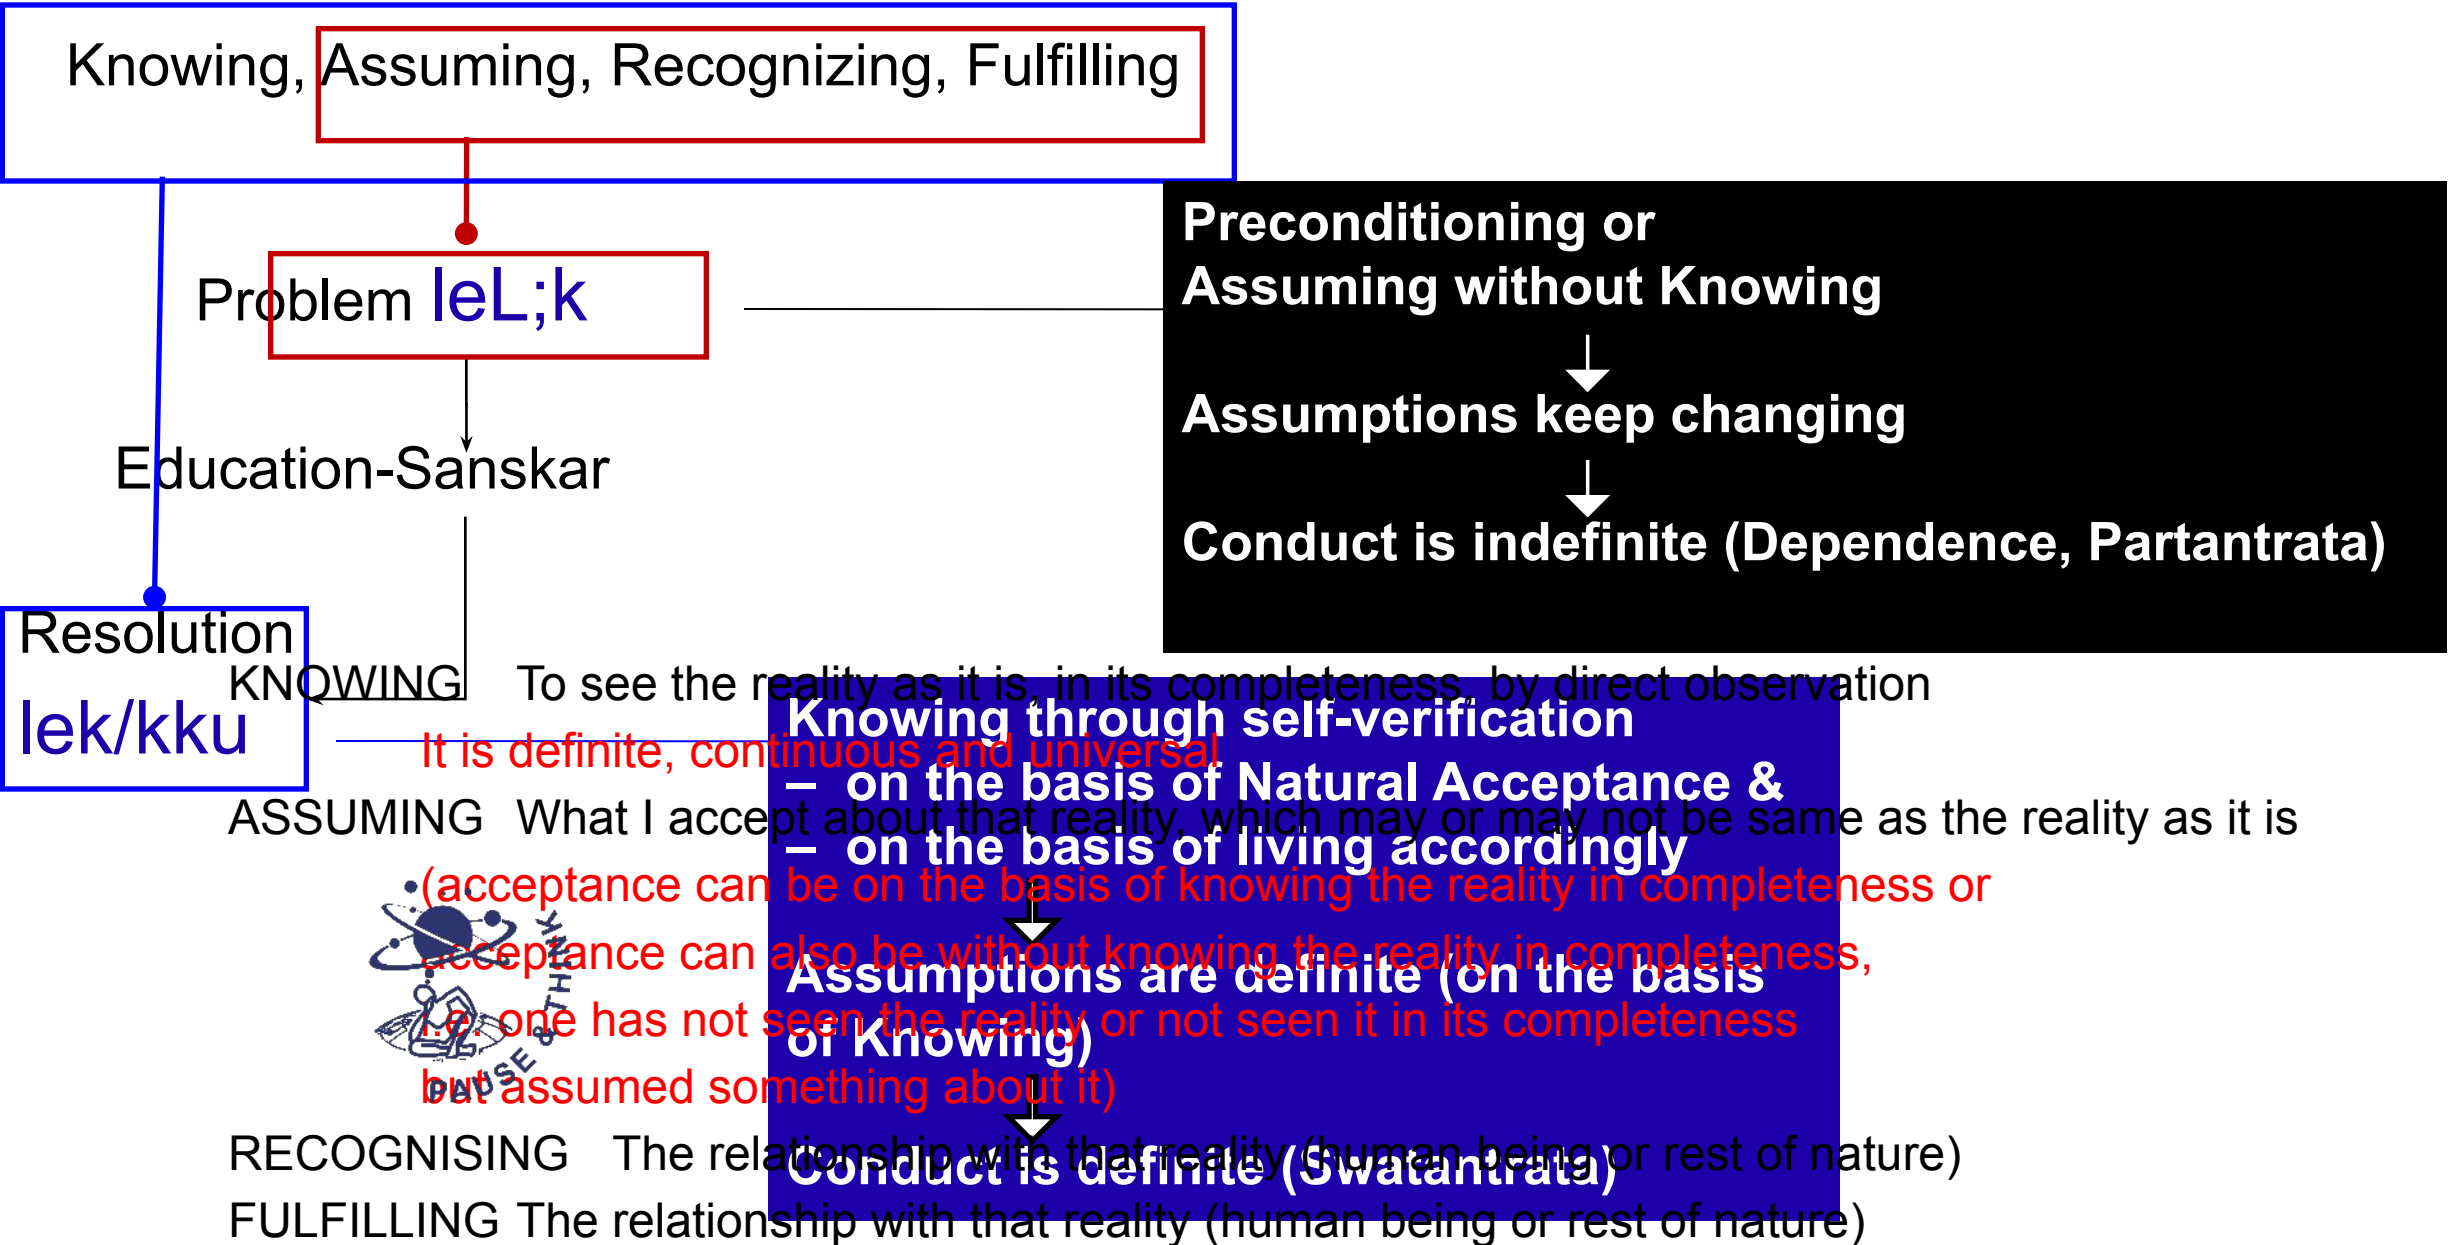 Knowing, Assuming, Recognizing, Fulfilling
Problem leL;k
Education-Sanskar
Resolution
lek/kku
Preconditioning or
Assuming without Knowing
Assumptions keep changing
Conduct is indefinite (Dependence, Partantrata)
KNOWING To see the reality as it is, in its completeness, by direct observation
It is definite, continuous and universal
ASSUMING What I accept about that reality, which may or may not be same as the reality as it is
(acceptance can be on the basis of knowing the reality in completeness or
acceptance can also be without knowing the reality in completeness,
i.e. one has not seen the reality or not seen it in its completeness
but assumed something about it)
RECOGNISING The relationship with that reality (human being or rest of nature)
FULFILLING The relationship with that reality (human being or rest of nature)
Knowing through self-verification
– on the basis of Natural Acceptance &
– on the basis of living accordingly
Assumptions are definite (on the basis
of Knowing)
Conduct is definite (Swatantrata)
PAUSE & THINK